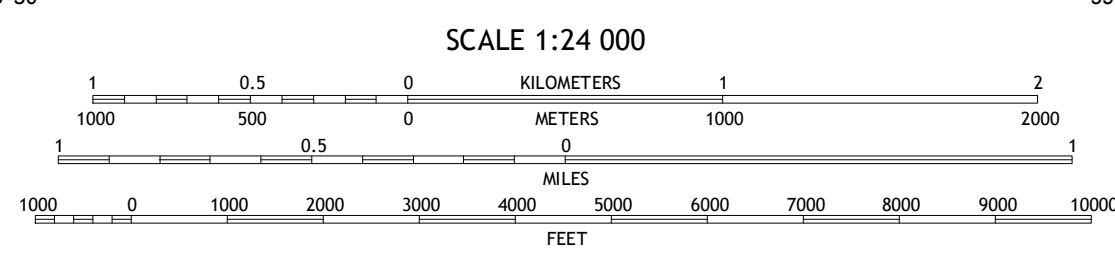 SCALE 1:24 000
1 0.5 0 KILOMETERS 1 2
1000 500 0 METERS 1000 2000
1 0.5 0 1
MILES
1000 0 1000 2000 3000 4000 5000 6000 7000 8000 9000 10000
FEET